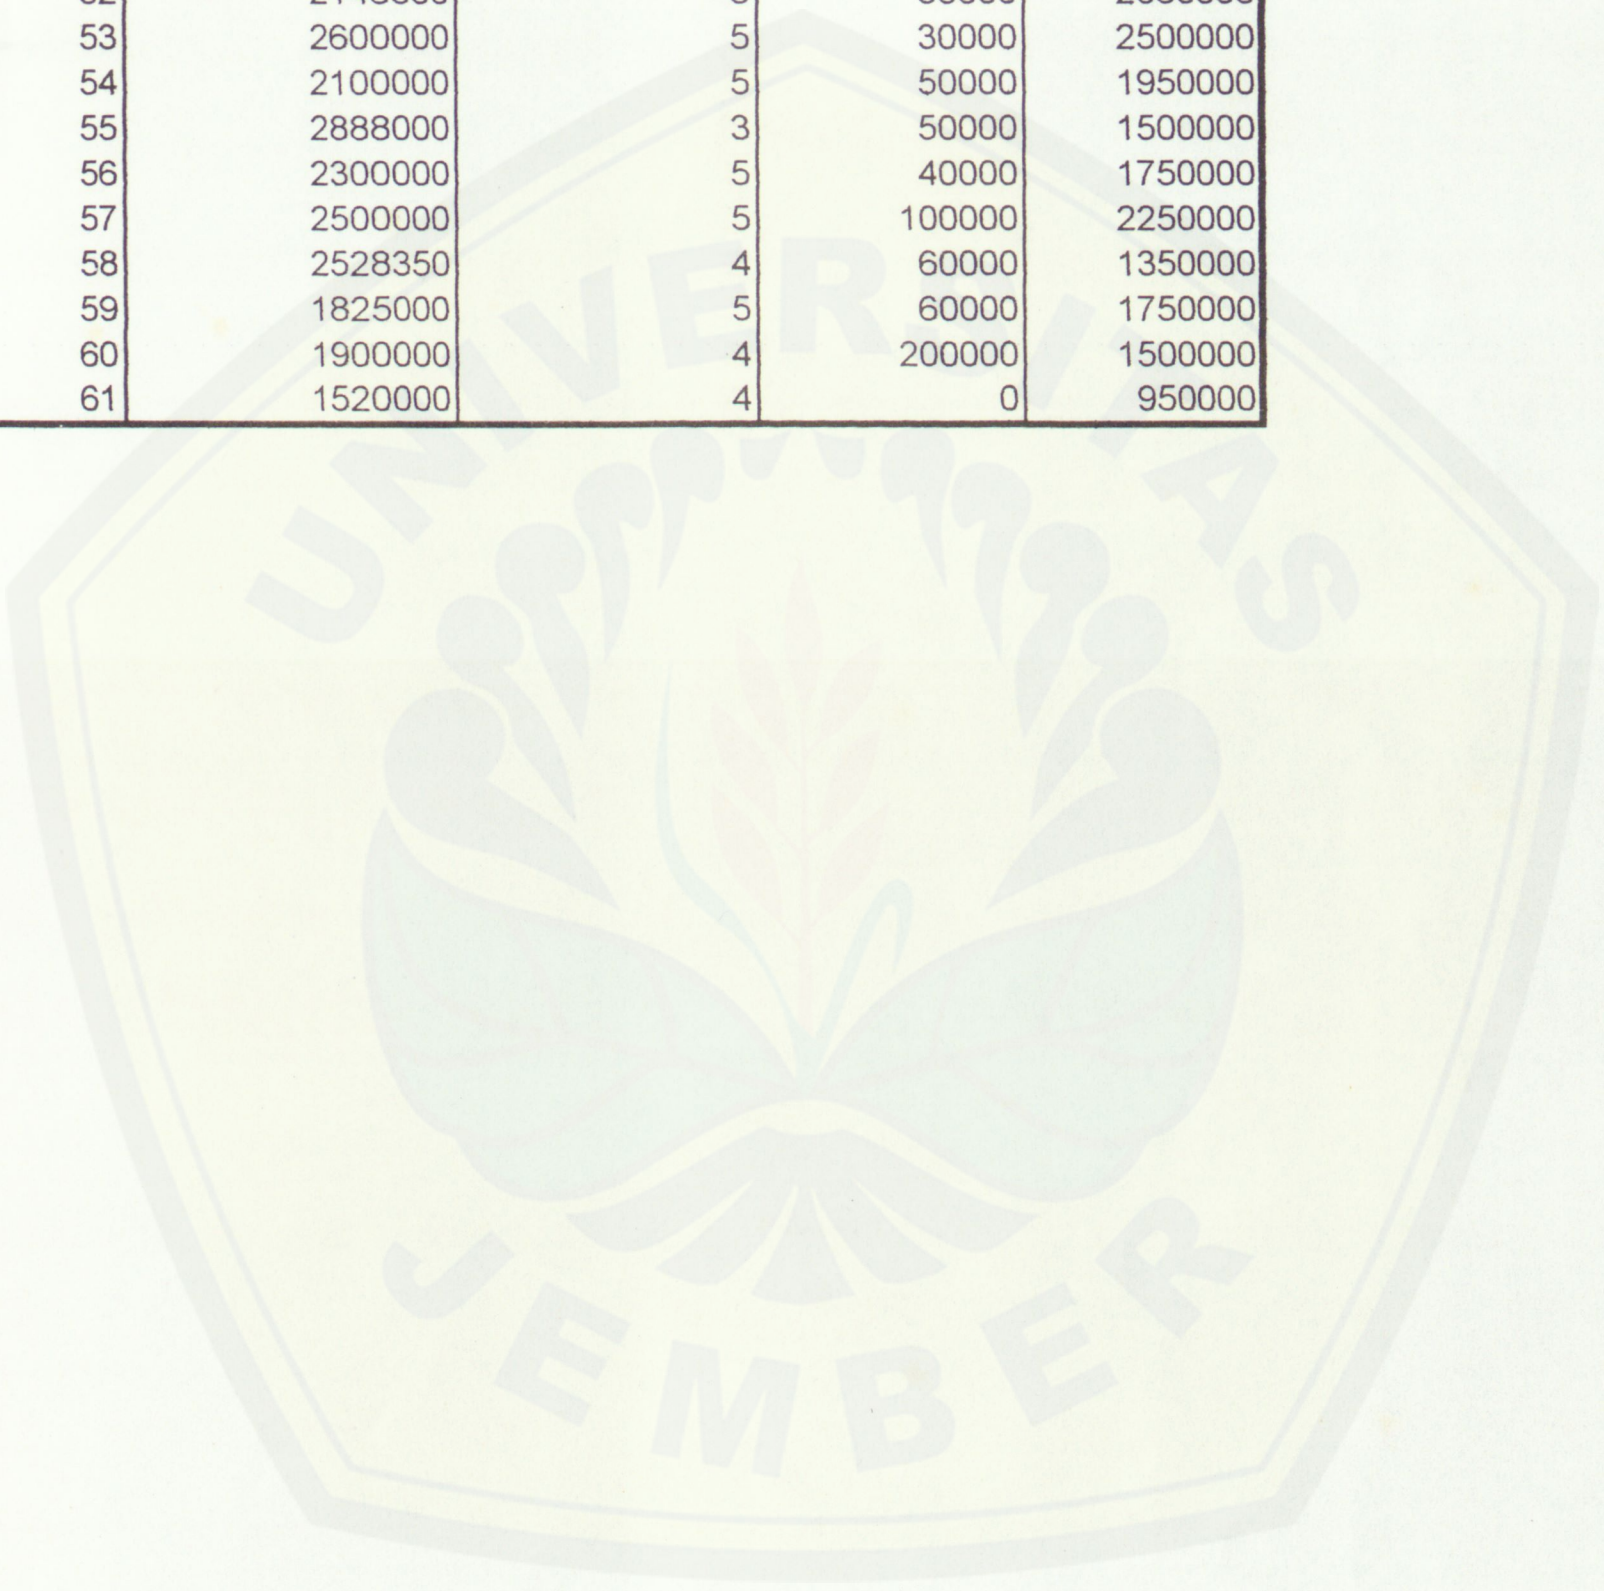 53 2600000 5 30000 2500000
54 2100000 5 50000 1950000
55 2888000 3 50000 1500000
56 2300000 5 40000 1750000
57 2500000 5 100000 2250000
58 2528350 4 60000 1350000
59 1825000 5 60000 1750000
60 1900000 4 200000 1500000
61 1520000 4 0 950000
UNIVERSITAS
JEMBER